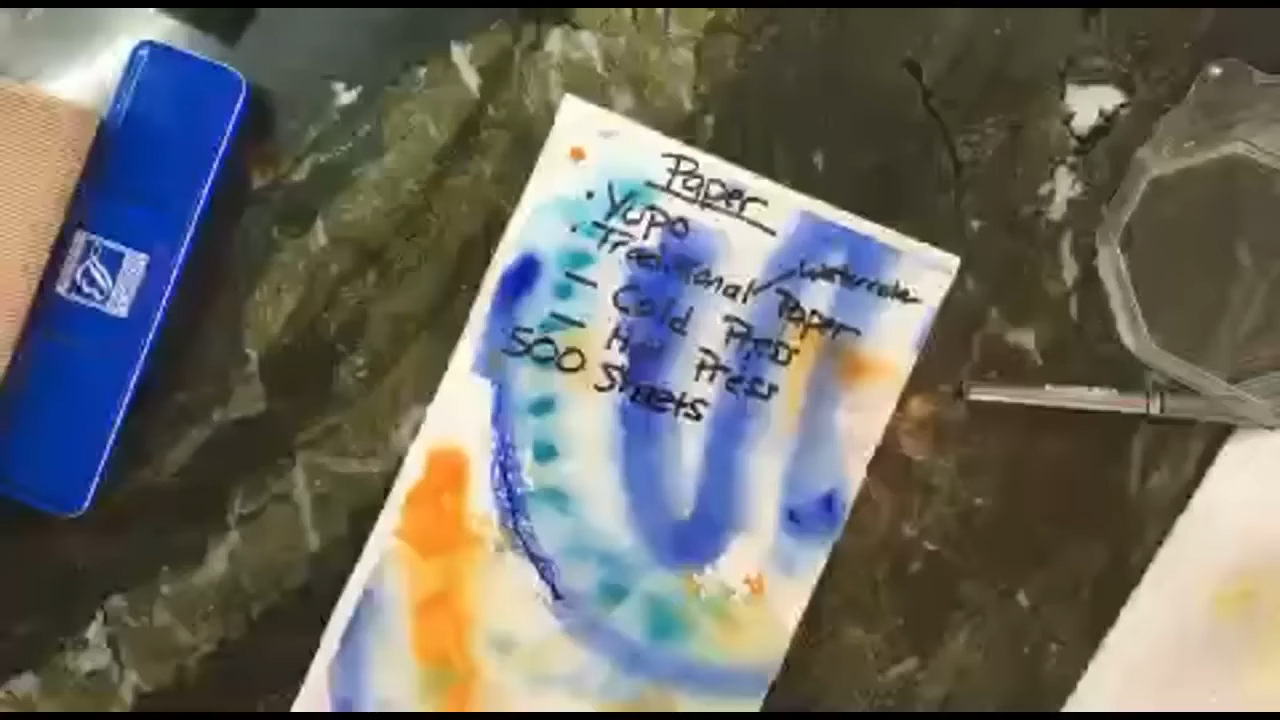 Paper
· Yupo
· Traditional / Watercolor Paper
- Cold Press
- Hot Press
500 Sheets